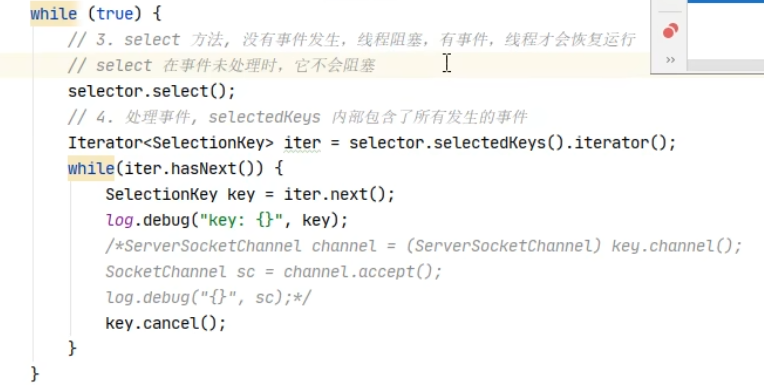 while (true) {
// 3. select 方法, 没有事件发生，线程阻塞，有事件，线程才会恢复运行
// select 在事件未处理时，它不会阻塞
selector.select();
// 4. 处理事件, selectedKeys 内部包含了所有发生的事件
Iterator<SelectionKey> iter = selector.selectedKeys().iterator();
while(iter.hasNext()) {
SelectionKey key = iter.next();
log.debug("key: {}", key);
/*ServerSocketChannel channel = (ServerSocketChannel) key.channel();
SocketChannel sc = channel.accept();
log.debug("{}", sc);*/
key.cancel();
}
}